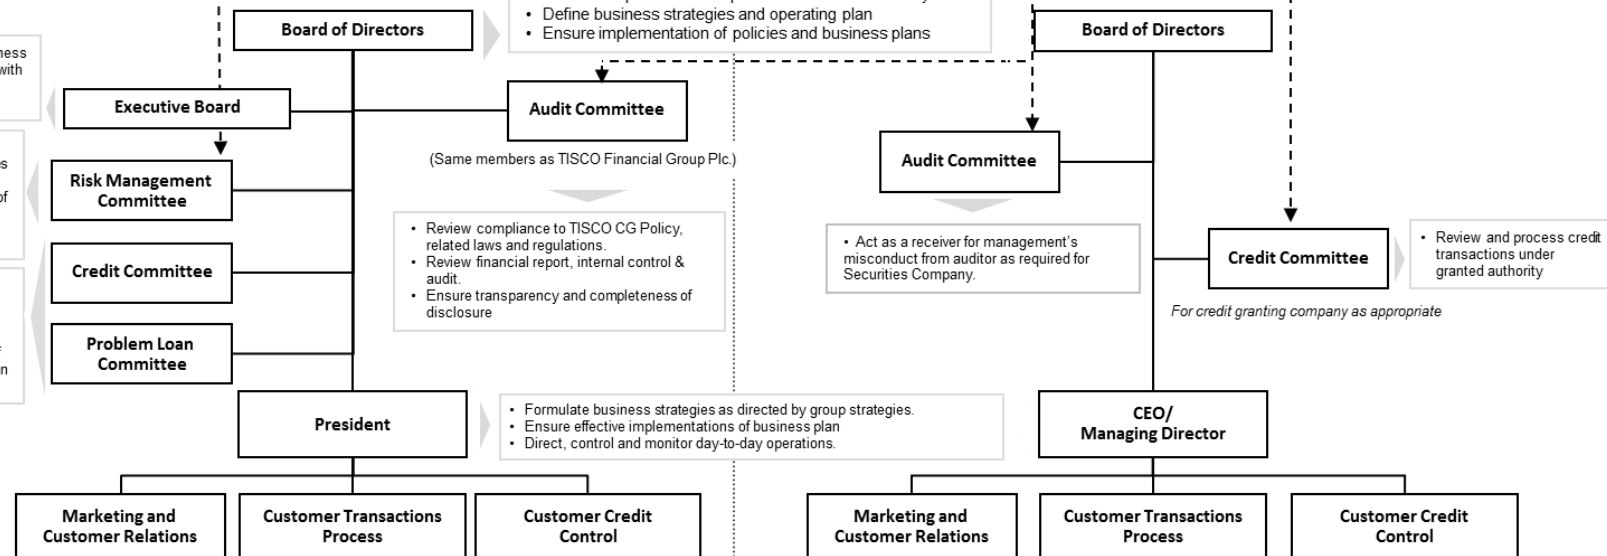 Board of Directors
• Define business strategies and operating plan
• Ensure implementation of policies and business plans
Board of Directors
with
Executive Board
Audit Committee
(Same members as TISCO Financial Group Plc.)
Audit Committee
of
Risk Management
Committee
• Review compliance to TISCO CG Policy,
related laws and regulations.
• Review financial report, internal control &
audit.
• Ensure transparency and completeness of
disclosure
• Act as a receiver for management's
misconduct from auditor as required for
Securities Company.
Credit Committee
• Review and process credit
transactions under
granted authority
For credit granting company as appropriate
Credit Committee
Problem Loan
Committee
President
• Formulate business strategies as directed by group strategies.
• Ensure effective implementations of business plan
• Direct, control and monitor day-to-day operations.
CEO/
Managing Director
Marketing and
Customer Relations
Customer Transactions
Process
Customer Credit
Control
Marketing and
Customer Relations
Customer Transactions
Process
Customer Credit
Control